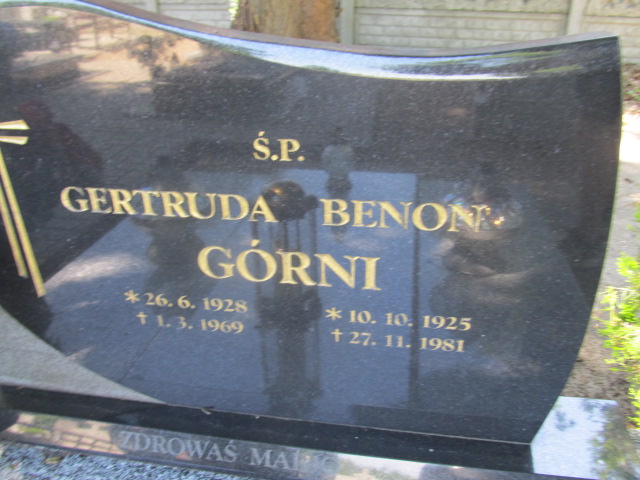 Ś.P.
GERTRUDA BENON
GÓRNI
* 26. 6. 1928 * 10. 10. 1925
† 1. 3. 1969 † 27. 11. 1981
ZDROWAŚ